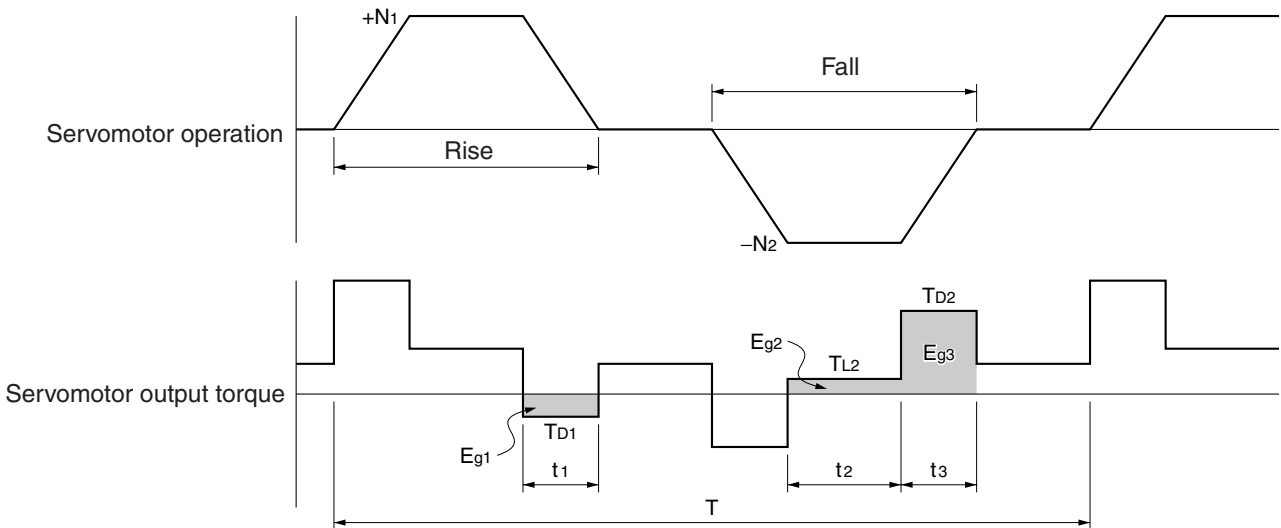 +N1
Fall
Servomotor operation
Rise
–N2
TD2
Eg2
TL2
Eg3
Servomotor output torque
TD1
Eg1
t1
t2
t3
T